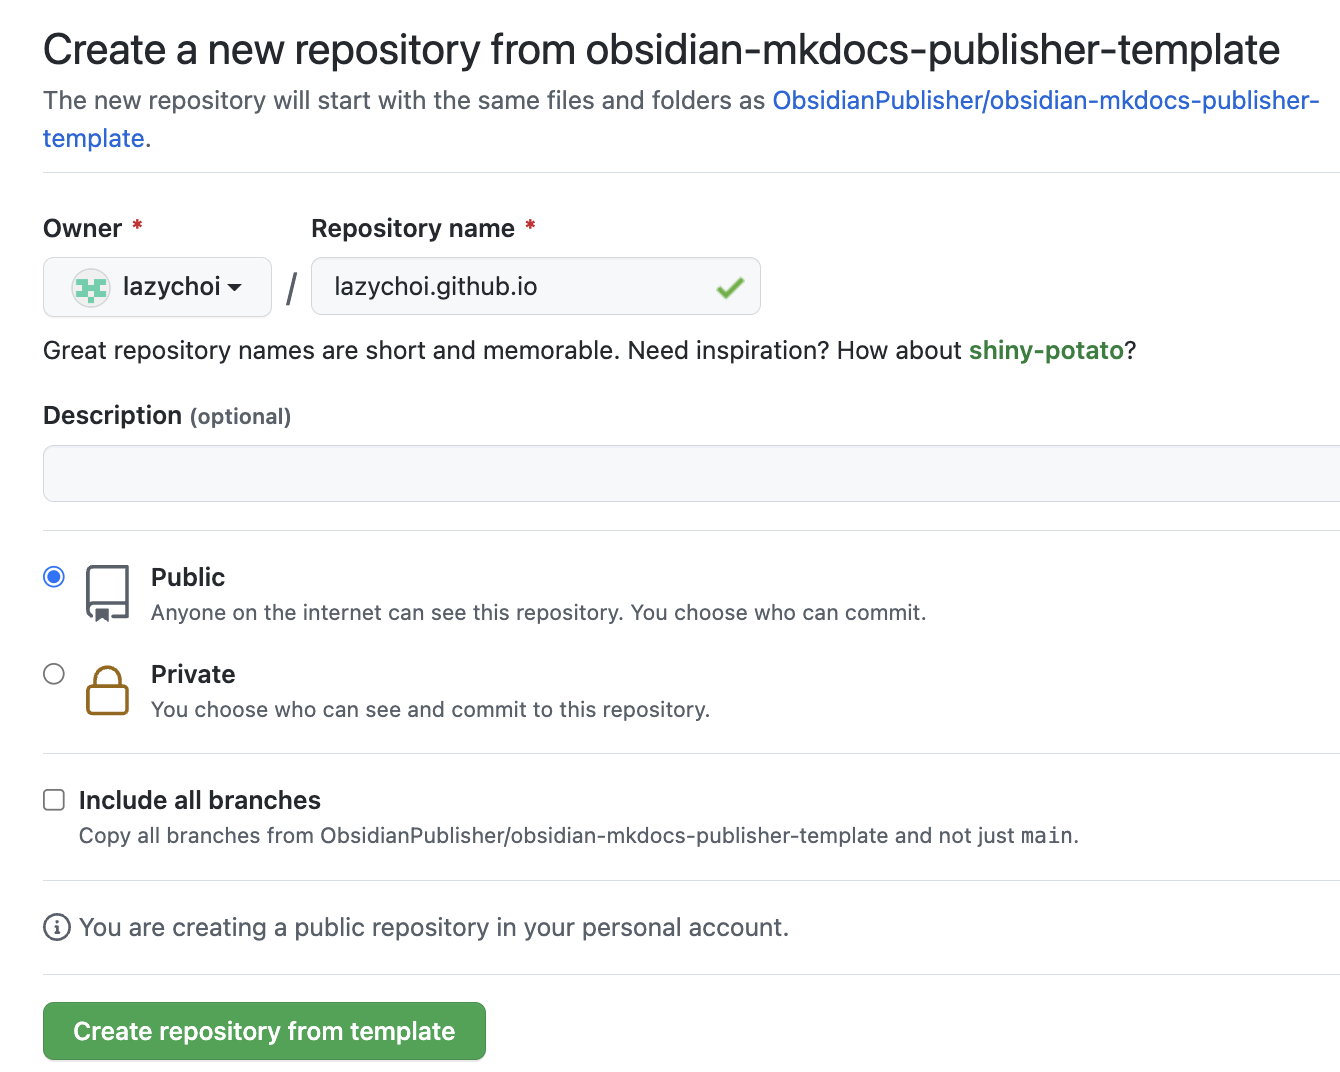 Create a new repository from obsidian-mkdocs-publisher-template
The new repository will start with the same files and folders as ObsidianPublisher/obsidian-mkdocs-publisher-
template.
Owner * Repository name *
lazychoi / lazychoi.github.io
Great repository names are short and memorable. Need inspiration? How about shiny-potato?
Description (optional)
Public
Anyone on the internet can see this repository. You choose who can commit.
Private
You choose who can see and commit to this repository.
Include all branches
Copy all branches from ObsidianPublisher/obsidian-mkdocs-publisher-template and not just main.
You are creating a public repository in your personal account.
Create repository from template